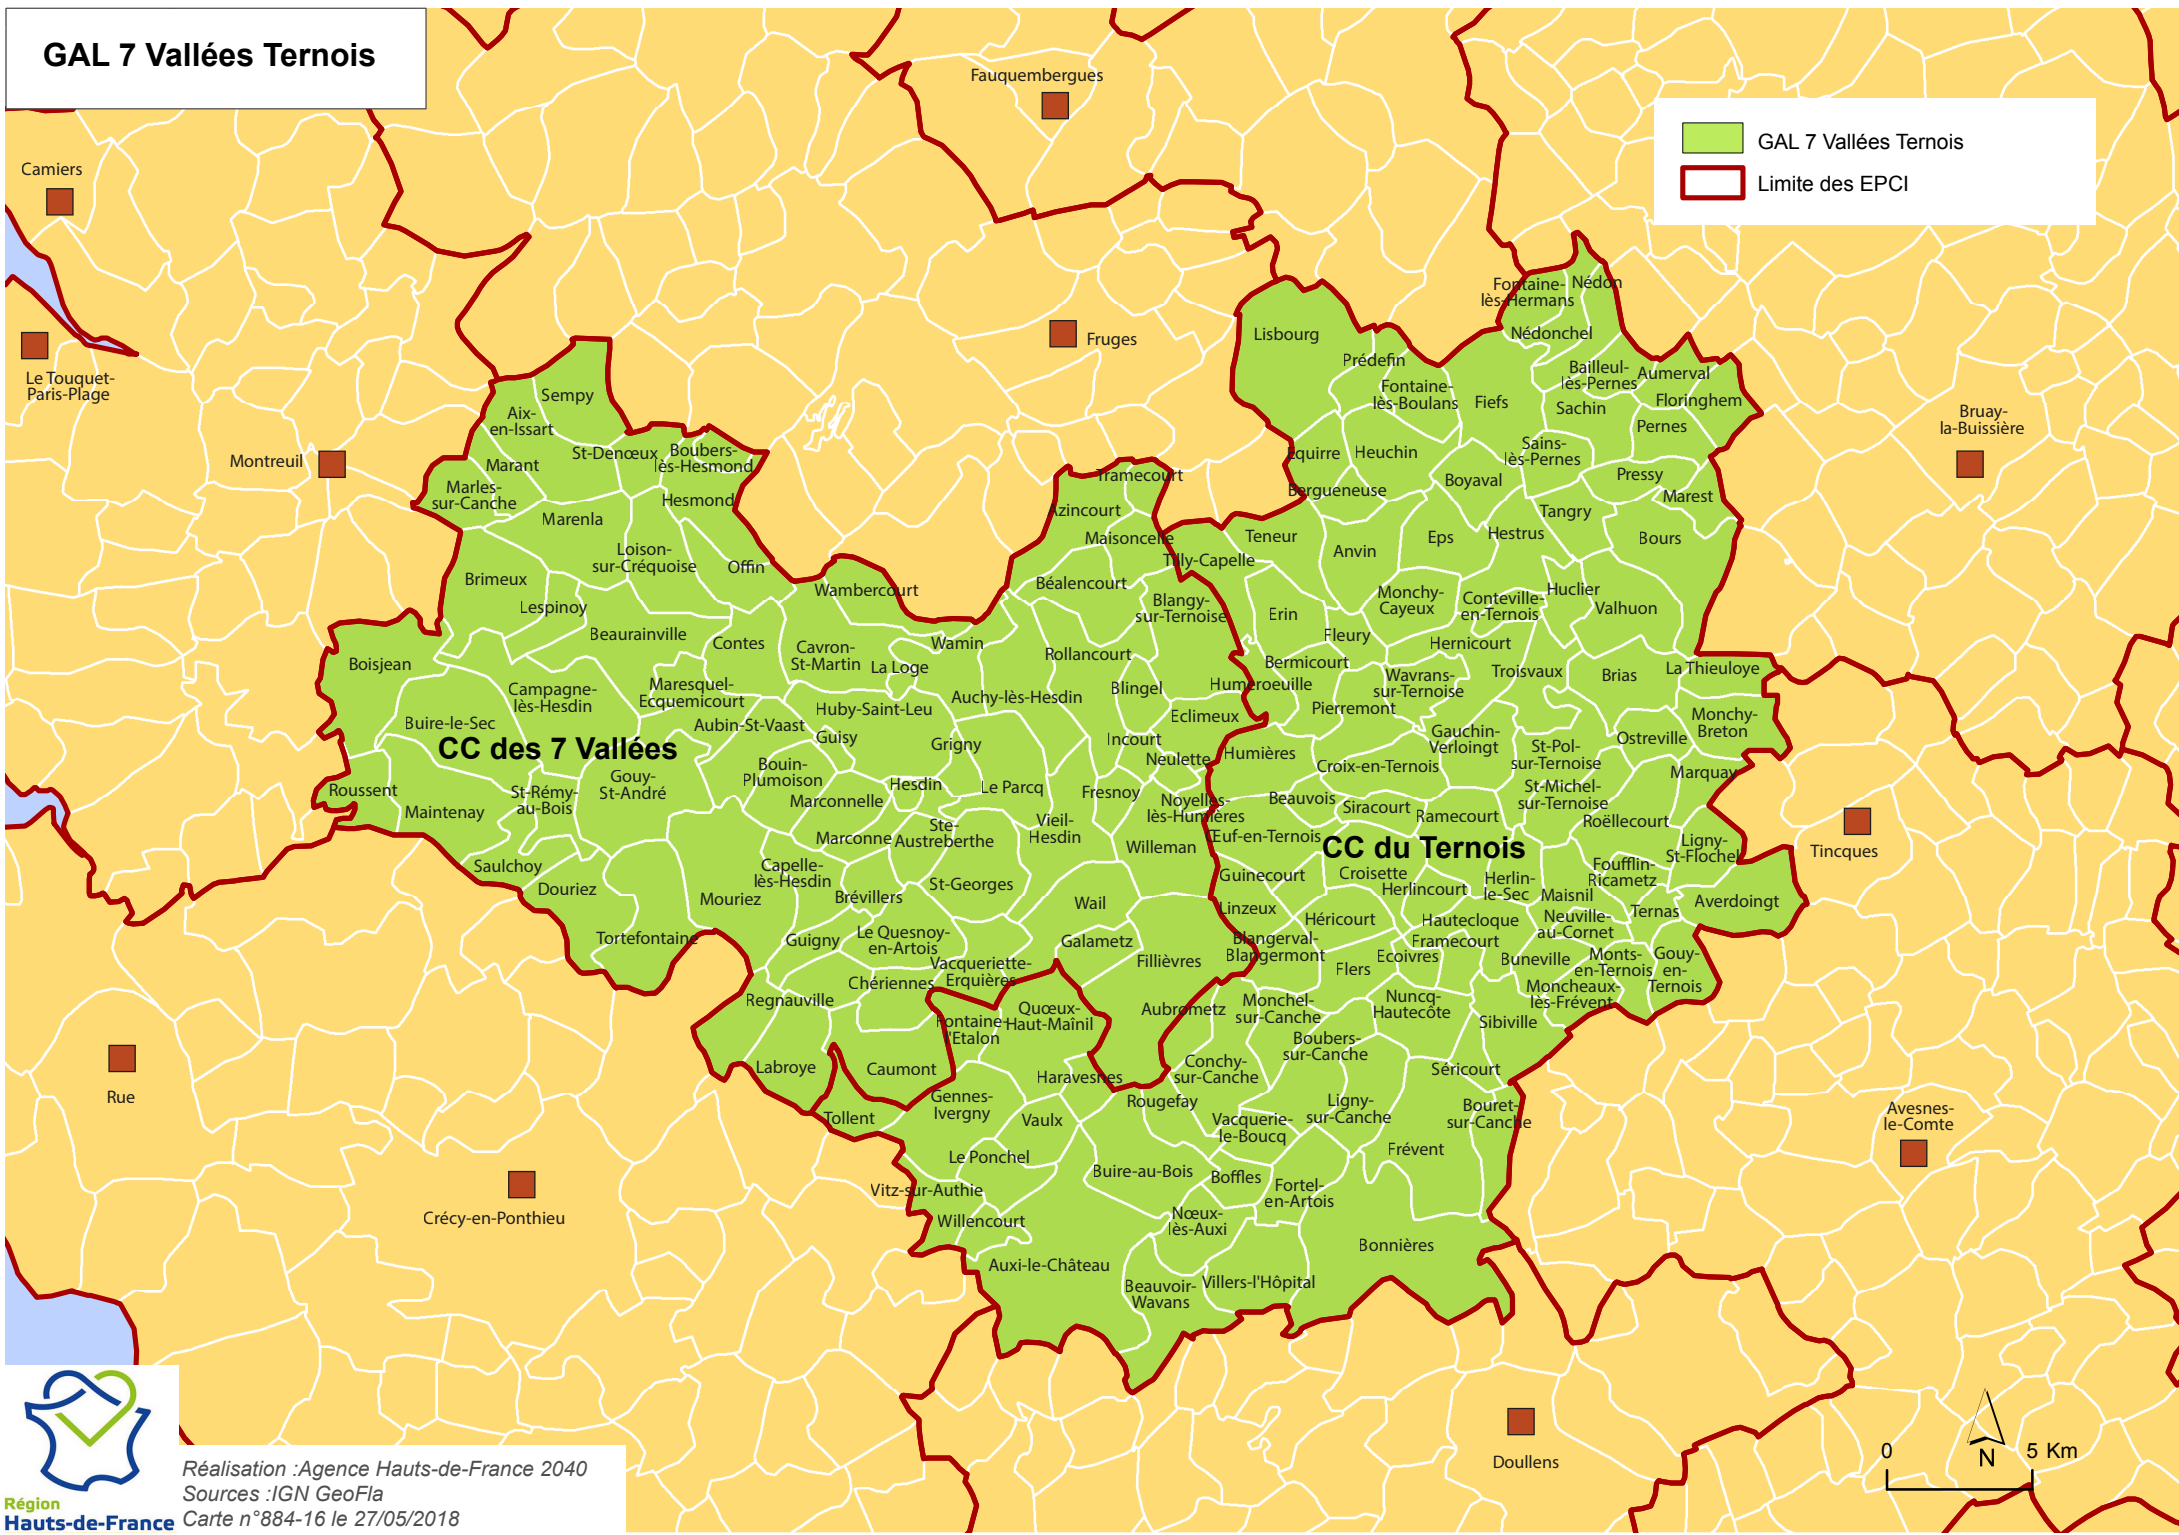 GAL 7 Vallées Ternois
Fauquembergues
GAL 7 Vallées Ternois
Limite des EPCI
Camiers
Le Touquet-
Paris-Plage
Montreuil
Fruges
Bruay-
la-Buissière
Tincques
Avesnes-
le-Comte
Doullens
Rue
Crécy-en-Ponthieu
Vitz-sur-Authie
CC des 7 Vallées
CC du Ternois
Sempy
Aix-
en-Issart
St-Denœux
Boubers-
lès-Hesmond
Marant
Marles-
sur-Canche
Hesmond
Marenla
Loison-
sur-Créquoise
Offin
Brimeux
Lespinoy
Beaurainville
Wambercourt
Contes
Cavron-
St-Martin
La Loge
Wamin
Boisjean
Campagne-
lès-Hesdin
Maresquel-
Ecquemicourt
Buire-le-Sec
Aubin-St-Vaast
Huby-Saint-Leu
Guisy
Auchy-lès-Hesdin
Grigny
Bouin-
Plumoison
Roussent
Maintenay
St-Rémy-
au-Bois
Gouy-
St-André
Marconnelle
Hesdin
Le Parcq
Marconne
Ste-
Austreberthe
Vieil-
Hesdin
Saulchoy
Douriez
Capelle-
lès-Hesdin
Mouriez
Brévillers
St-Georges
Tortefontaine
Guigny
Le Quesnoy-
en-Artois
Vacqueriette-
Erquières
Chériennes
Regnauville
Labroye
Caumont
Tramecourt
Azincourt
Maisoncelle
Béalencourt
Blangy-
sur-Ternoise
Rollancourt
Blingel
Eclimeux
Incourt
Neulette
Fresnoy
Noyelles-
lès-Humières
Willeman
Wail
Galametz
Fillièvres
Aubrometz
Quœux-
Haut-Maînil
Fontaine-
l'Etalon
Haravesnes
Tollent
Gennes-
Ivergny
Vaulx
Rougefay
Le Ponchel
Willencourt
Buire-au-Bois
Boffles
Auxi-le-Château
Nœux-
lès-Auxi
Beauvoir-
Wavans
Villers-l'Hôpital
Fortel-
en-Artois
Bonnières
Vacquerie-
le-Boucq
Ligny-
sur-Canche
Frévent
Bouret-
sur-Canche
Conchy-
sur-Canche
Boubers-
sur-Canche
Monchel-
sur-Canche
Séricourt
Sibiville
Nuncq-
Hautecôte
Lisbourg
Fontaine-
lès-Hermans
Nédon
Nédonchel
Prédefin
Fontaine-
lès-Boulans
Fiefs
Bailleul-
lès-Pernes
Aumerval
Sachin
Floringhem
Pernes
Equirre
Heuchin
Sains-
lès-Pernes
Bergueneuse
Boyaval
Pressy
Marest
Tangry
Teneur
Anvin
Eps
Hestrus
Bours
Tilly-Capelle
Erin
Monchy-
Cayeux
Conteville-
en-Ternois
Huclier
Valhuon
Fleury
Hernicourt
Bermicourt
Humeroeuille
Wavrans-
sur-Ternoise
Troisvaux
Brias
La Thieuloye
Pierremont
Gauchin-
Verloingt
St-Pol-
sur-Ternoise
Ostreville
Monchy-
Breton
Humières
Croix-en-Ternois
Marquay
St-Michel-
sur-Ternoise
Beauvois
Siracourt
Ramecourt
Roëllecourt
Œuf-en-Ternois
Ligny-
St-Flochel
Guinecourt
Croisette
Herlincourt
Herlin-
le-Sec
Foufflin-
Ricametz
Maisnil
Averdoingt
Linzeux
Héricourt
Hautecloque
Neuville-
au-Cornet
Ternas
Blangerval-
Blangermont
Framecourt
Ecoivres
Flers
Buneville
Monts-
en-Ternois
Gouy-
en-
Ternois
Moncheaux-
lès-Frévent
0
5 Km
N
Région
Hauts-de-France
Réalisation :Agence Hauts-de-France 2040
Sources :IGN GeoFla
Carte n°884-16 le 27/05/2018